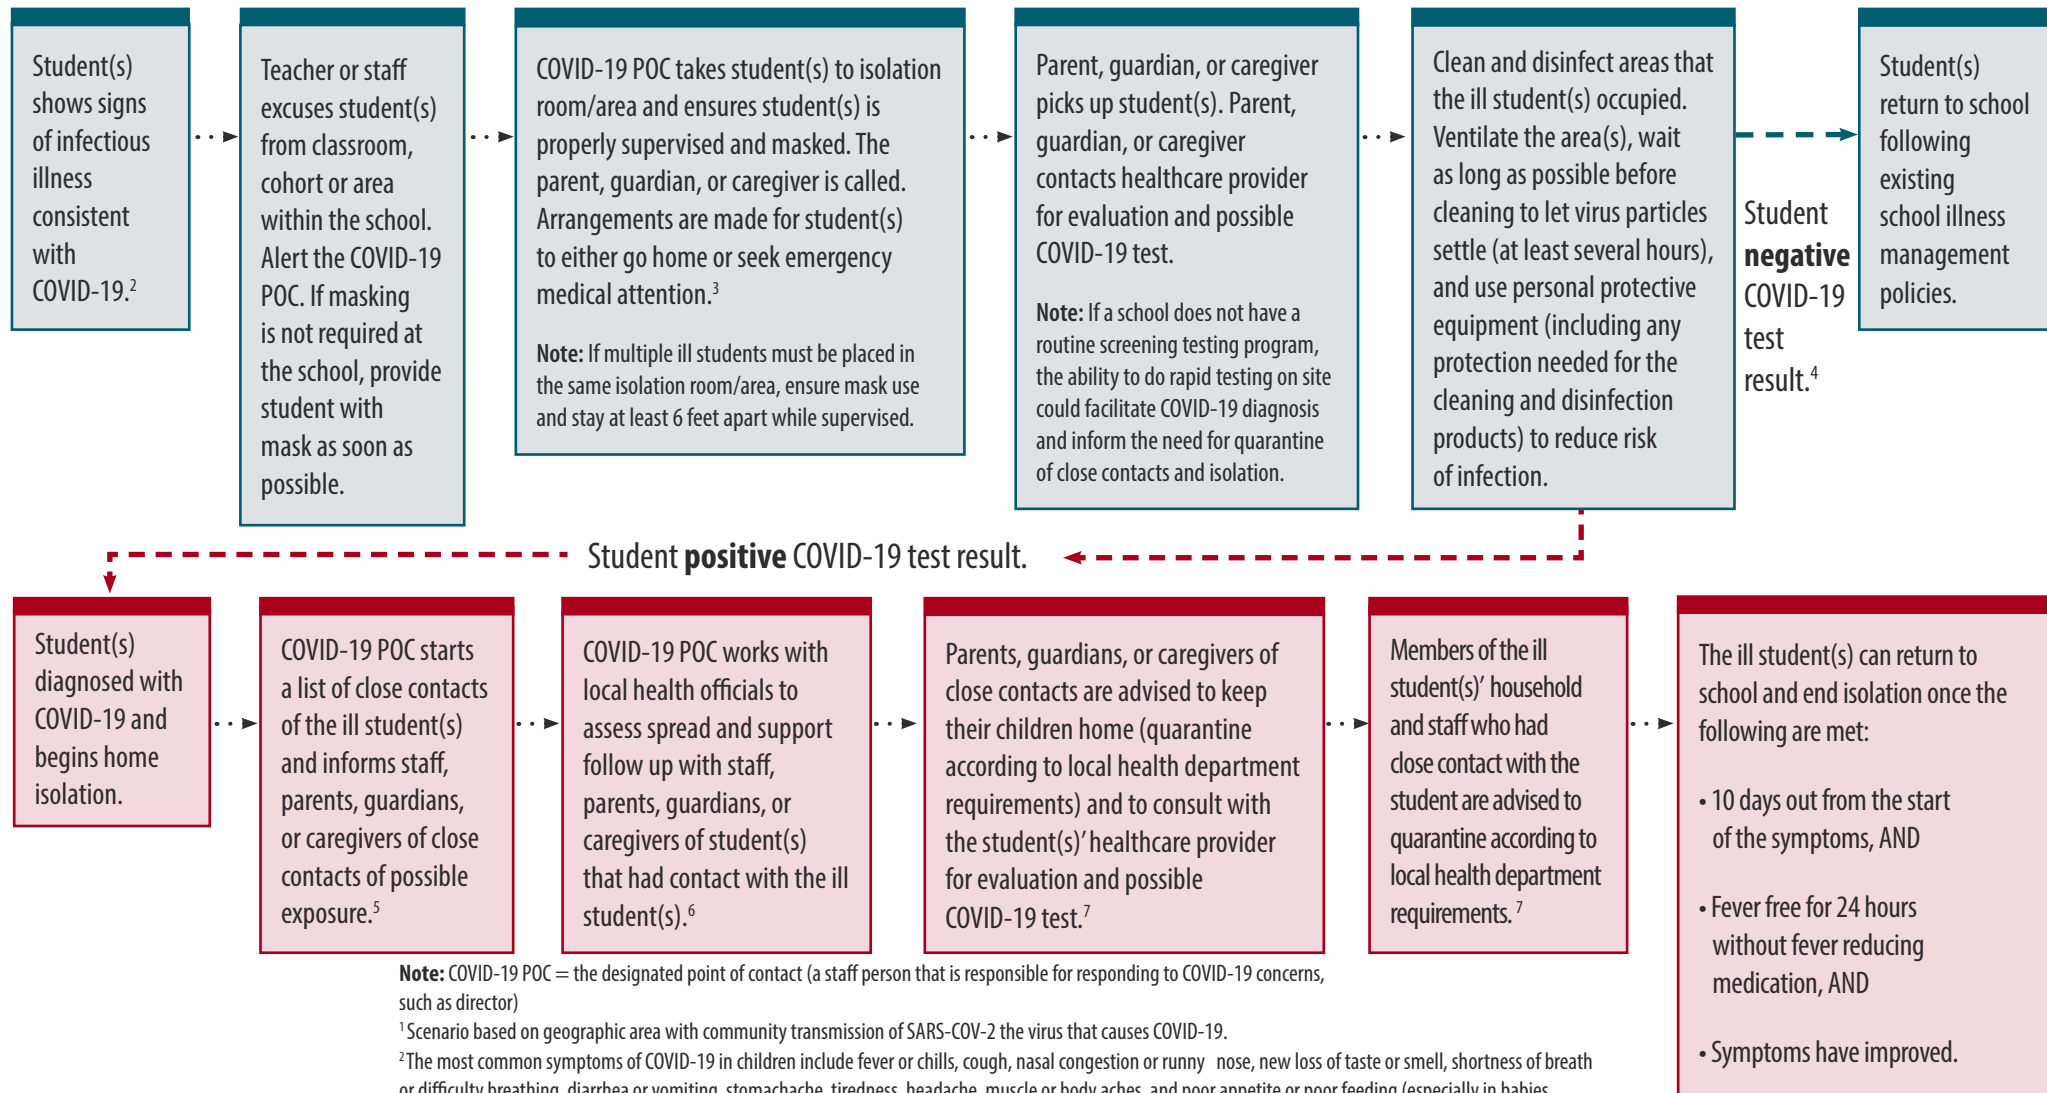 Student(s)
shows signs
of infectious
illness
consistent
with
COVID-19.2
Teacher or staff
excuses student(s)
from classroom,
cohort or area
within the school.
Alert the COVID-19
POC. If masking
is not required at
the school, provide
student with
mask as soon as
possible.
COVID-19 POC takes student(s) to isolation
room/area and ensures student(s) is
properly supervised and masked. The
parent, guardian, or caregiver is called.
Arrangements are made for student(s)
to either go home or seek emergency
medical attention.3
Note: If multiple ill students must be placed in
the same isolation room/area, ensure mask use
and stay at least 6 feet apart while supervised.
Parent, guardian, or caregiver
picks up student(s). Parent,
guardian, or caregiver
contacts healthcare provider
for evaluation and possible
COVID-19 test.
Note: If a school does not have a
routine screening testing program,
the ability to do rapid testing on site
could facilitate COVID-19 diagnosis
and inform the need for quarantine
of close contacts and isolation.
Clean and disinfect areas that
the ill student(s) occupied.
Ventilate the area(s), wait
as long as possible before
cleaning to let virus particles
settle (at least several hours),
and use personal protective
equipment (including any
protection needed for the
cleaning and disinfection
products) to reduce risk
of infection.
Student
negative
COVID-19
test
result.4
Student(s)
return to school
following
existing
school illness
management
policies.
Student positive COVID-19 test result.
Student(s)
diagnosed with
COVID-19 and
begins home
isolation.
COVID-19 POC starts
a list of close contacts
of the ill student(s)
and informs staff,
parents, guardians,
or caregivers of close
contacts of possible
exposure.5
COVID-19 POC works with
local health officials to
assess spread and support
follow up with staff,
parents, guardians, or
caregivers of student(s)
that had contact with the ill
student(s).6
Parents, guardians, or caregivers of
close contacts are advised to keep
their children home (quarantine
according to local health department
requirements) and to consult with
the student(s)' healthcare provider
for evaluation and possible
COVID-19 test.7
Members of the ill
student(s)' household
and staff who had
close contact with the
student are advised to
quarantine according to
local health department
requirements. 7
The ill student(s) can return to
school and end isolation once the
following are met:
• 10 days out from the start
of the symptoms, AND
• Fever free for 24 hours
without fever reducing
medication, AND
• Symptoms have improved.
Note: COVID-19 POC = the designated point of contact (a staff person that is responsible for responding to COVID-19 concerns,
such as director)
1 Scenario based on geographic area with community transmission of SARS-COV-2 the virus that causes COVID-19.
2 The most common symptoms of COVID-19 in children include fever or chills, cough, nasal congestion or runny nose, new loss of taste or smell, shortness of breath
or difficulty breathing, diarrhea or vomiting, stomachache, tiredness, headache, muscle or body aches, and poor appetite or poor feeding (especially in babies